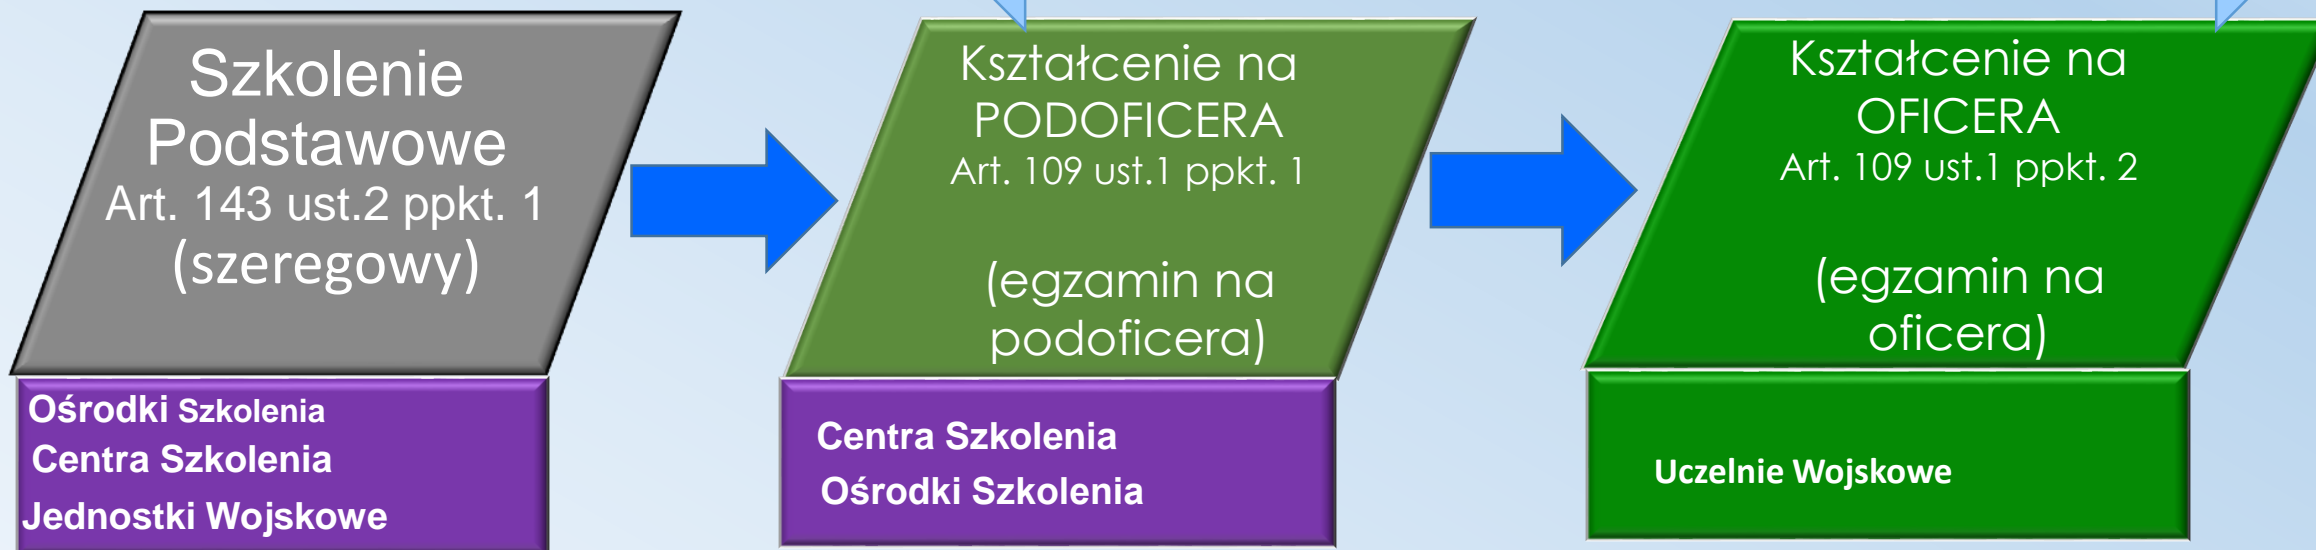 Szkolenie
Podstawowe
Art. 143 ust.2 ppkt. 1
(szeregowy)
Ośrodki Szkolenia
Centra Szkolenia
Jednostki Wojskowe
Kształcenie na
PODOFICERA
Art. 109 ust.1 ppkt. 1
(egzamin na
podoficera)
Centra Szkolenia
Ośrodki Szkolenia
Kształcenie na
OFICERA
Art. 109 ust.1 ppkt. 2
(egzamin na
oficera)
Uczelnie Wojskowe